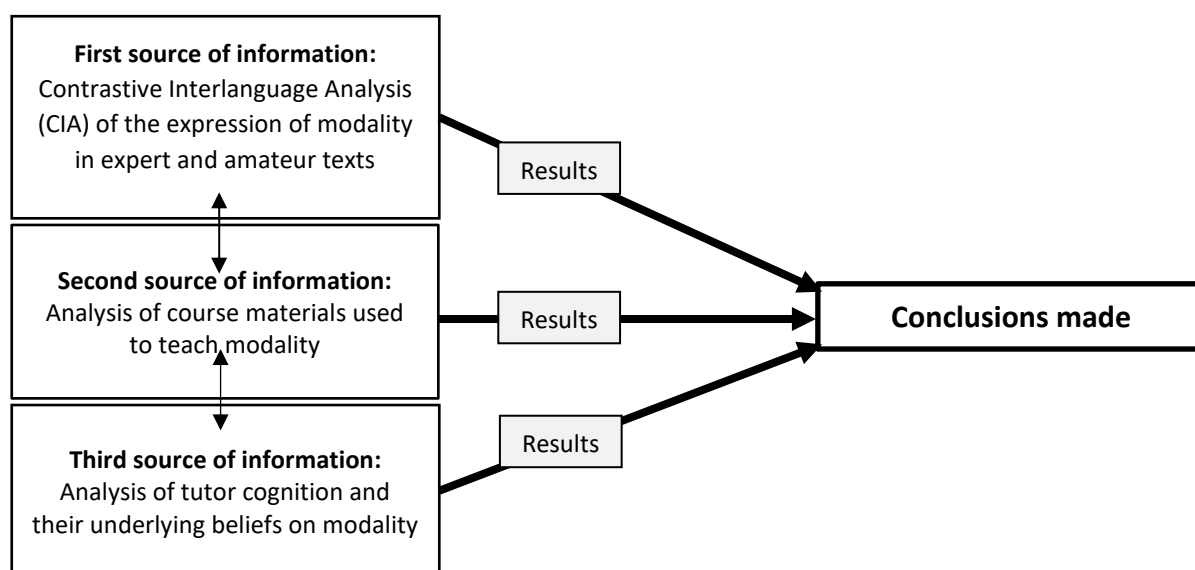 First source of information:
Contrastive Interlanguage Analysis
(CIA) of the expression of modality
in expert and amateur texts
Results
Second source of information:
Analysis of course materials used
to teach modality
Results
Conclusions made
Third source of information:
Analysis of tutor cognition and
their underlying beliefs on modality
Results